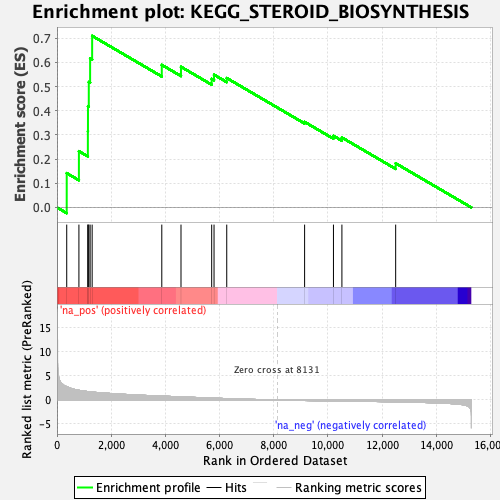 Enrichment plot: KEGG_STEROID_BIOSYNTHESIS
Enrichment score (ES)
0.7
0.6
0.5
0.4
0.3
0.2
0.1
0.0
'na_pos' (positively correlated)
Ranked list metric (PreRanked)
15
10
5
0
-5
Zero cross at 8131
'na_neg' (negatively correlated)
0 2,000 4,000 6,000 8,000 10,000 12,000 14,000 16,000
Rank in Ordered Dataset
Enrichment profile Hits Ranking metric scores